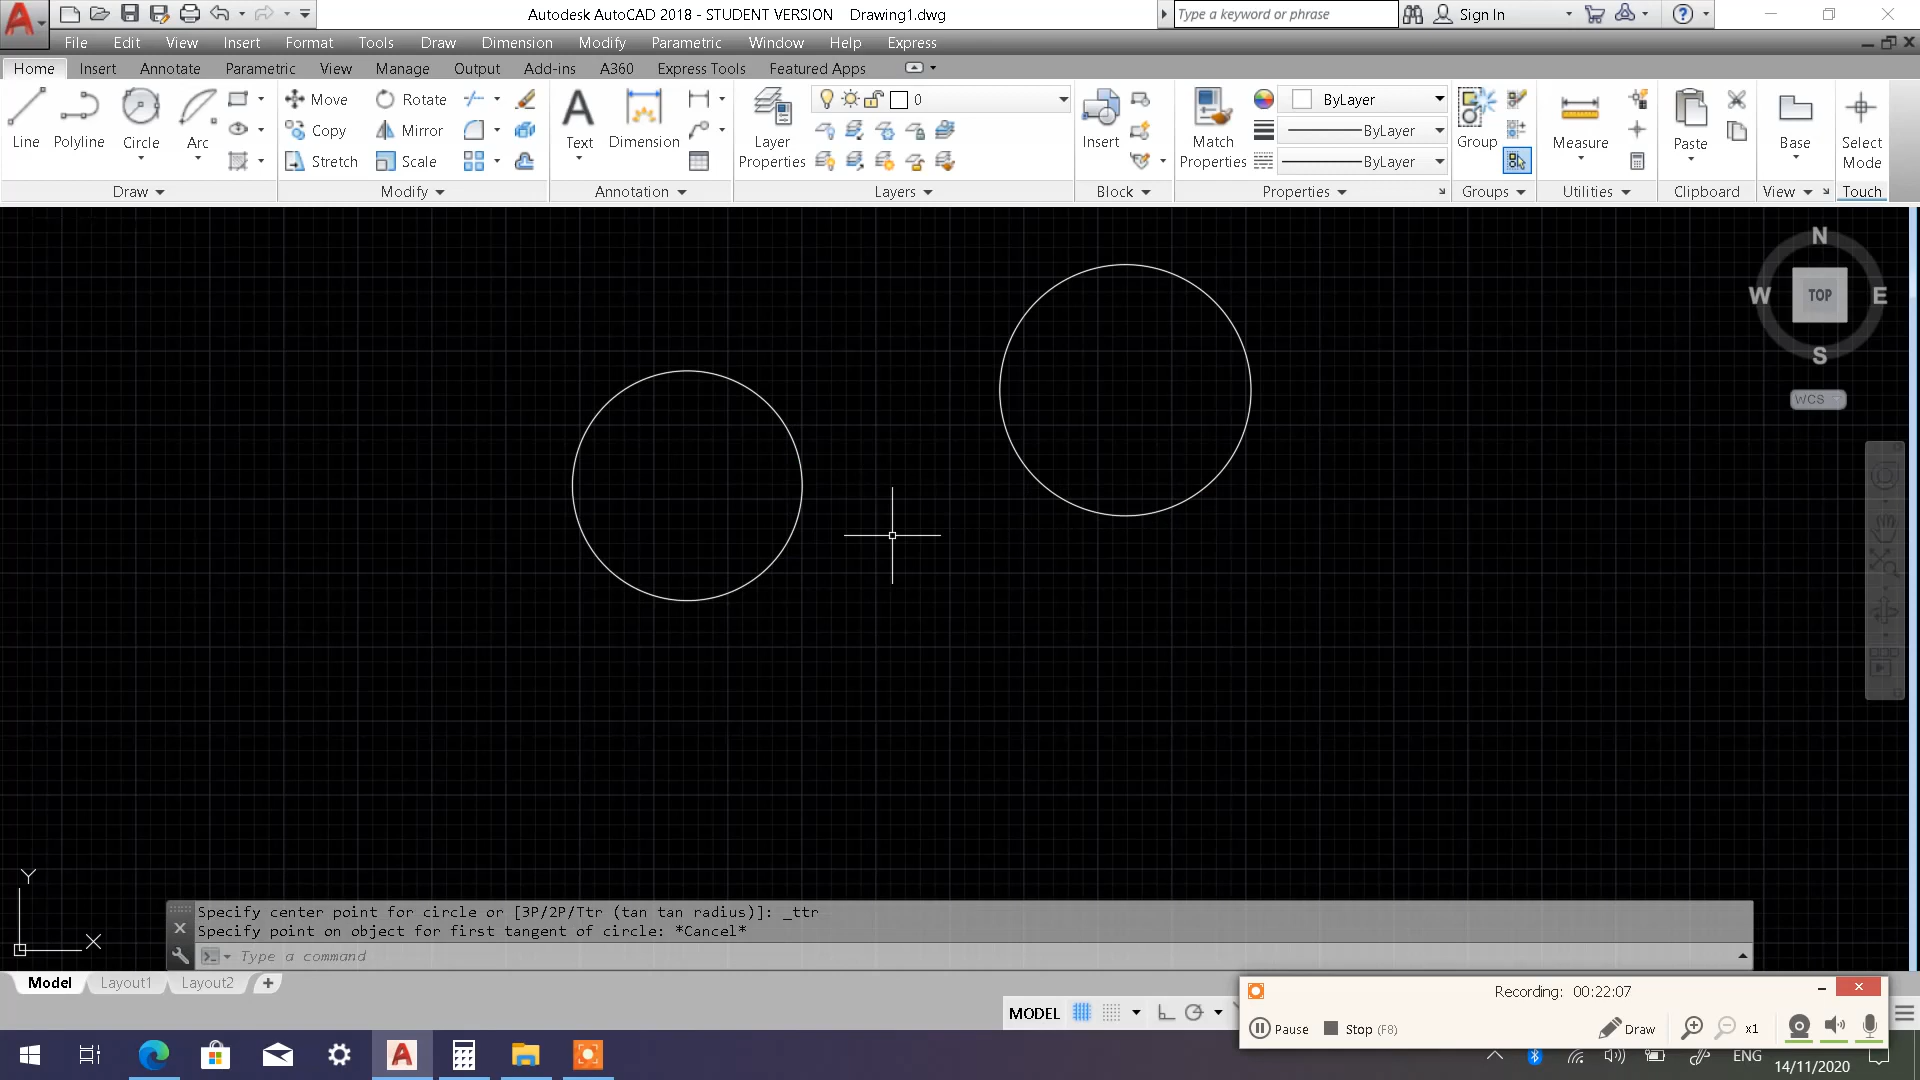 Autodesk AutoCAD 2018 - STUDENT VERSION    Drawing1.dwg
Type a keyword or phrase
Sign In
File Edit View Insert Format Tools Draw Dimension Modify Parametric Window Help Express
Home Insert Annotate Parametric View Manage Output Add-ins A360 Express Tools Featured Apps
Line Polyline Circle Arc
Move Rotate
Copy Mirror
Stretch Scale
Text Dimension
Layer Properties
0
Insert
Match Properties
ByLayer
ByLayer
ByLayer
Group
Measure
Paste
Base
Select Mode
Draw Modify Annotation Layers Block Properties Groups Utilities Clipboard View Touch
N
W TOP E
S
WCS
Y
X
Specify center point for circle or [3P/2P/Ttr (tan tan radius)]: _ttr
Specify point on object for first tangent of circle: *Cancel*
Type a command
Model Layout1 Layout2 +
MODEL
Recording: 00:22:07
Pause Stop (F8) Draw x1
ENG
14/11/2020